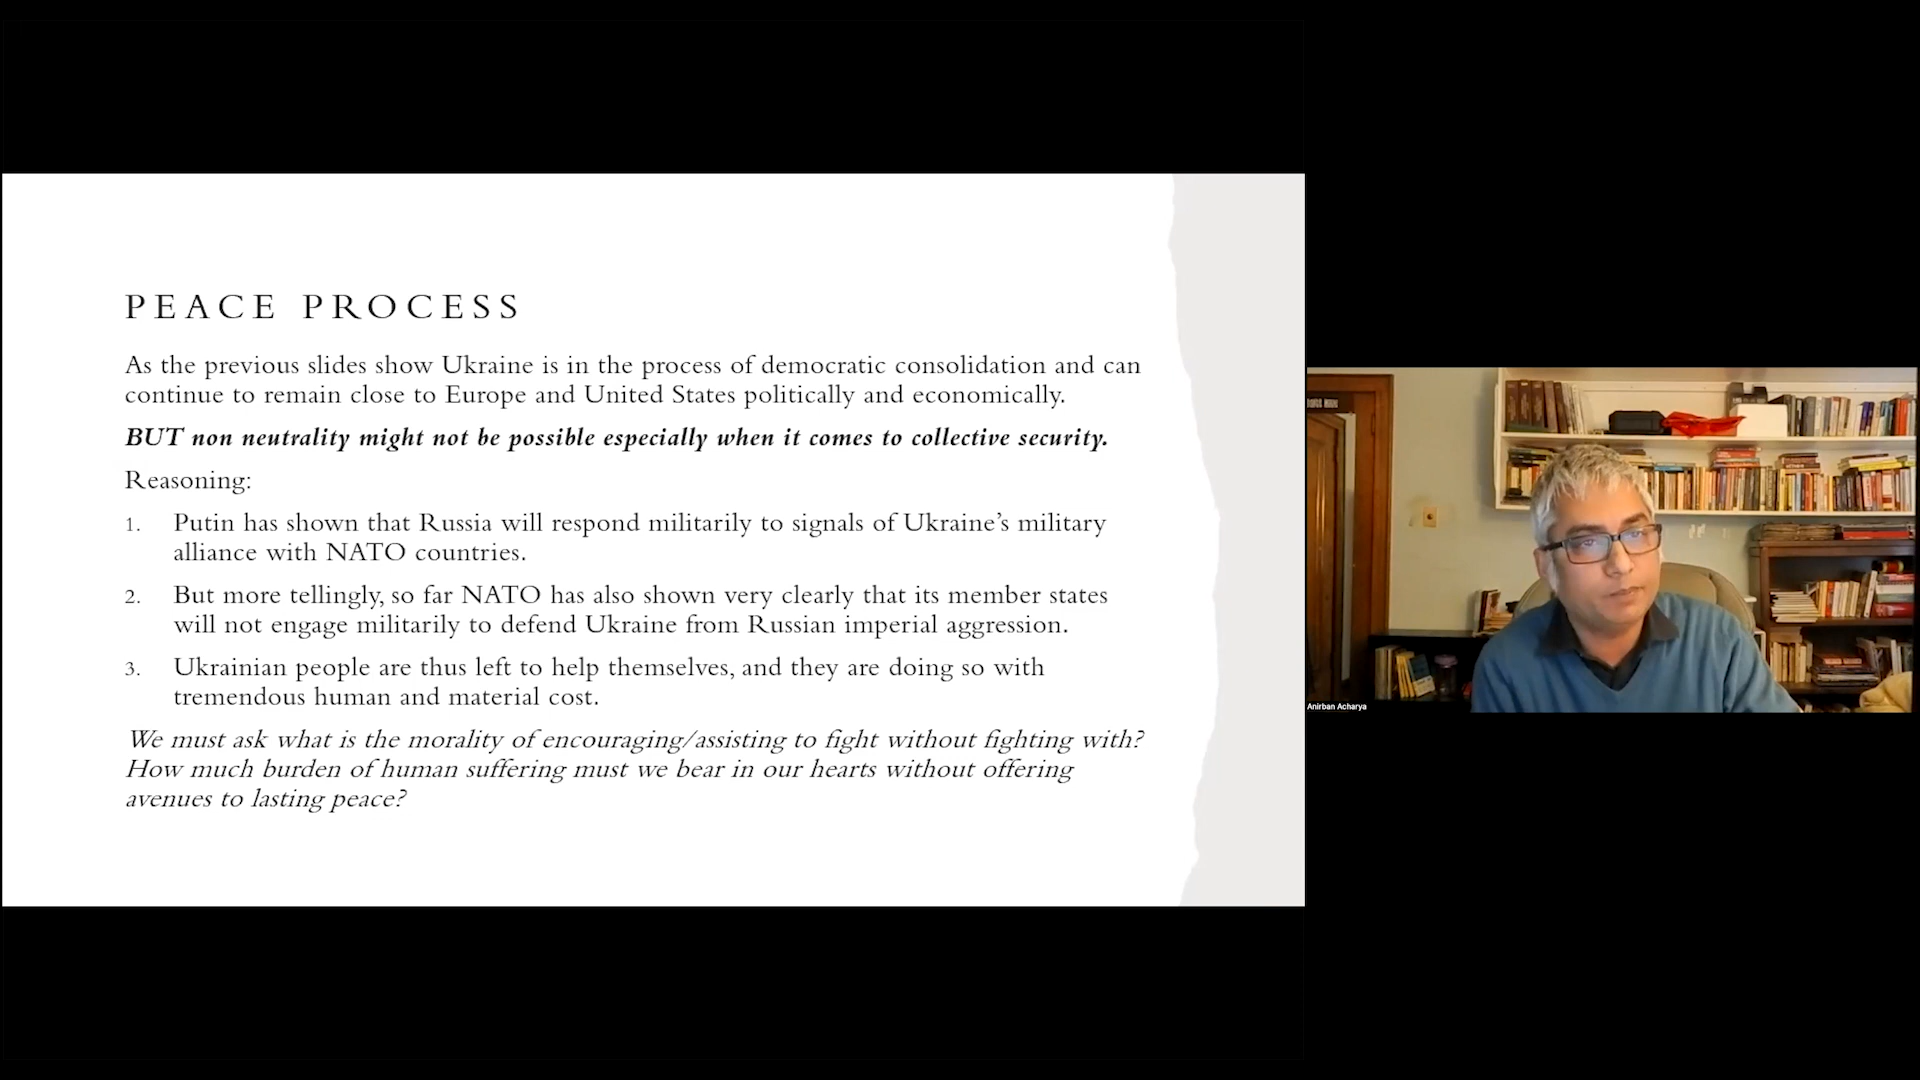 PEACE PROCESS
As the previous slides show Ukraine is in the process of democratic consolidation and can
continue to remain close to Europe and United States politically and economically.
BUT non neutrality might not be possible especially when it comes to collective security.
Reasoning:
1. Putin has shown that Russia will respond militarily to signals of Ukraine’s military
alliance with NATO countries.
2. But more tellingly, so far NATO has also shown very clearly that its member states
will not engage militarily to defend Ukraine from Russian imperial aggression.
3. Ukrainian people are thus left to help themselves, and they are doing so with
tremendous human and material cost.
We must ask what is the morality of encouraging/assisting to fight without fighting with?
How much burden of human suffering must we bear in our hearts without offering
avenues to lasting peace?
Anirban Acharya